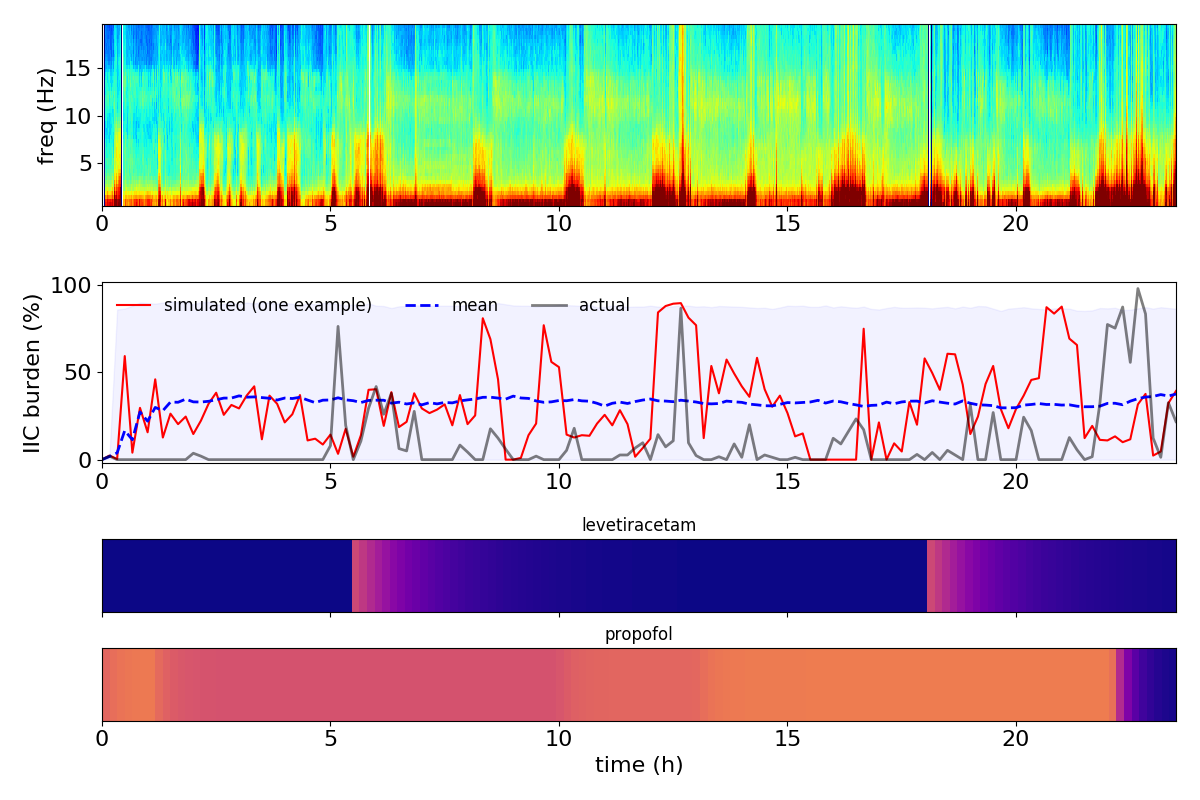 freq (Hz)
15
10
5
0 5 10 15 20
IIC burden (%)
100
50
0
simulated (one example) mean actual
0 5 10 15 20
levetiracetam
propofol
0 5 10 15 20
time (h)